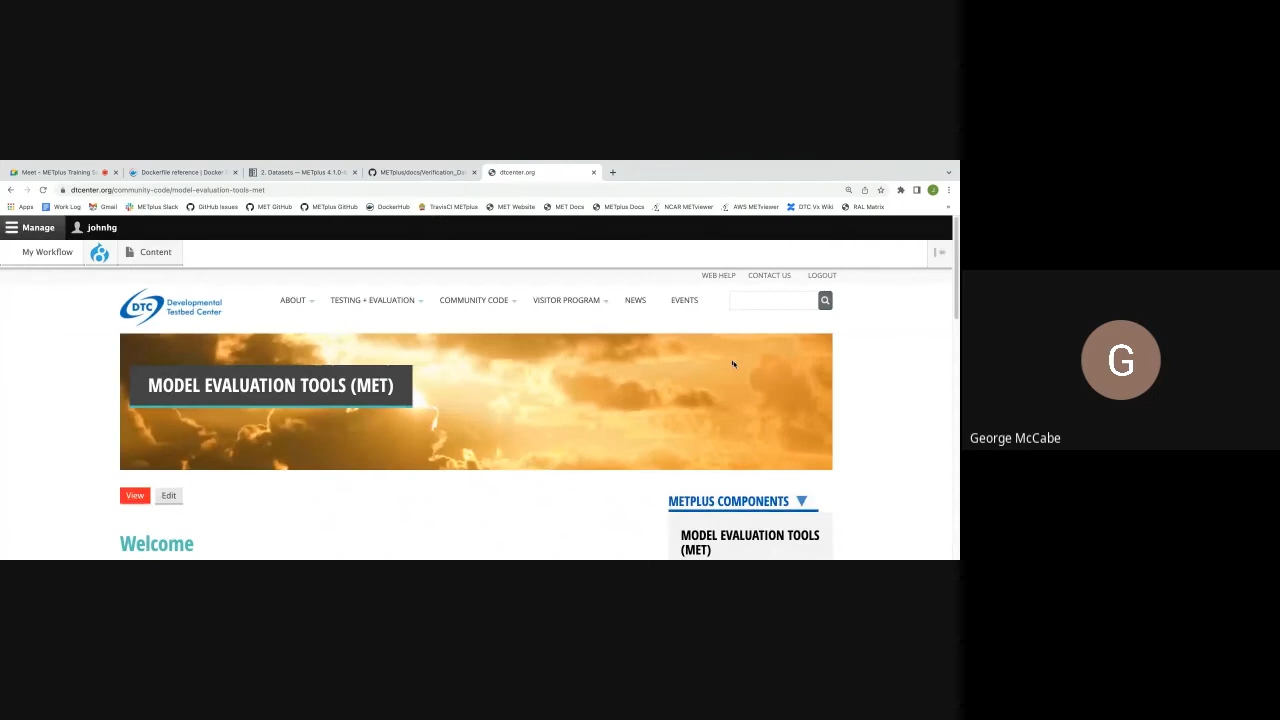 Meet - METplus Training S
Dockerfile reference | Docker
2. Datasets — METplus 4.1.0-
METplus/docs/Verification_Da
dtcenter.org
dtcenter.org/community-code/model-evaluation-tools-met
Apps Work Log Gmail METplus Slack GitHub Issues MET GitHub METplus GitHub DockerHub TravisCI METplus MET Website MET Docs METplus Docs NCAR METviewer AWS METviewer DTC Vx Wiki RAL Matrix »
Manage johnhg
My Workflow Content
WEB HELP CONTACT US LOGOUT
DTC Developmental
Testbed Center
ABOUT TESTING + EVALUATION COMMUNITY CODE VISITOR PROGRAM NEWS EVENTS
MODEL EVALUATION TOOLS (MET)
View Edit
METPLUS COMPONENTS
MODEL EVALUATION TOOLS
(MET)
Welcome
G
George McCabe